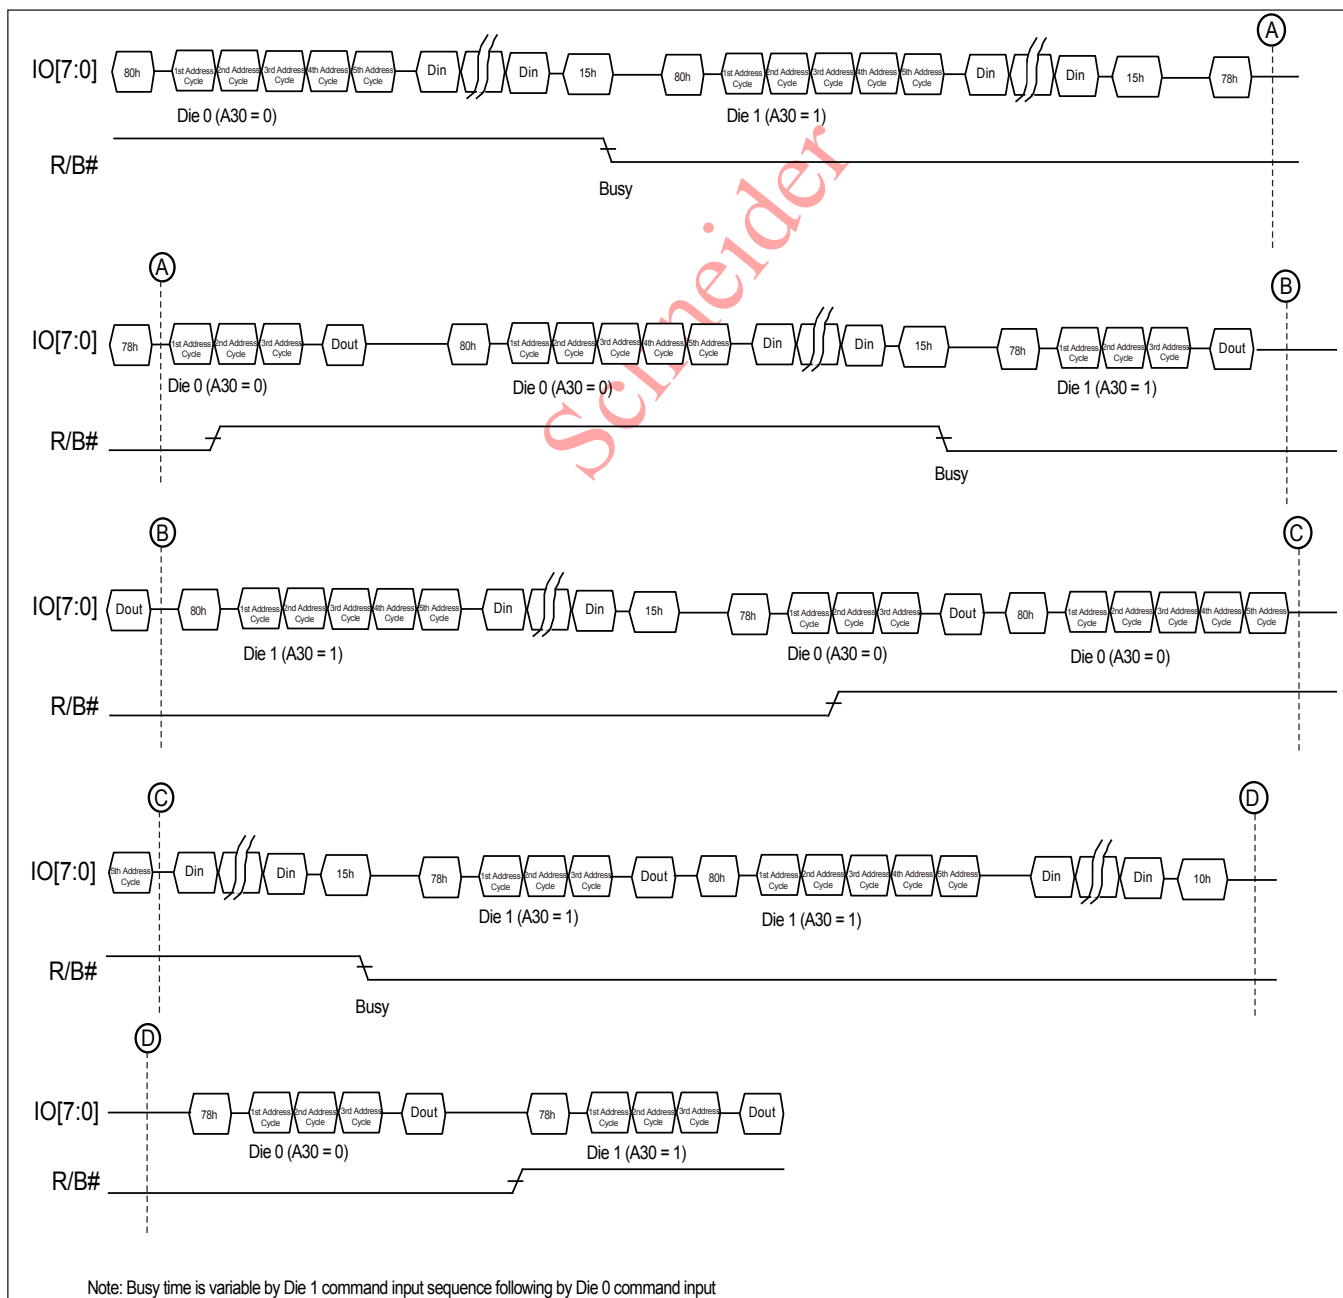 A
IO[7:0] 80h 1st Address Cycle 2nd Address Cycle 3rd Address Cycle 4th Address Cycle 5th Address Cycle Din Din 15h 80h 1st Address Cycle 2nd Address Cycle 3rd Address Cycle 4th Address Cycle 5th Address Cycle Din Din 15h 78h
Die 0 (A30 = 0) Die 1 (A30 = 1)
R/B#
Busy
Schneider
A B
IO[7:0] 78h 1st Address Cycle 2nd Address Cycle 3rd Address Cycle Dout 80h 1st Address Cycle 2nd Address Cycle 3rd Address Cycle 4th Address Cycle 5th Address Cycle Din Din 15h 78h 1st Address Cycle 2nd Address Cycle 3rd Address Cycle Dout
Die 0 (A30 = 0) Die 0 (A30 = 0) Die 1 (A30 = 1)
R/B#
Busy
B C
IO[7:0] Dout 80h 1st Address Cycle 2nd Address Cycle 3rd Address Cycle 4th Address Cycle 5th Address Cycle Din Din 15h 78h 1st Address Cycle 2nd Address Cycle 3rd Address Cycle Dout 80h 1st Address Cycle 2nd Address Cycle 3rd Address Cycle 4th Address Cycle 5th Address Cycle
Die 1 (A30 = 1) Die 0 (A30 = 0) Die 0 (A30 = 0)
R/B#
C D
IO[7:0] 5th Address Cycle Din Din 15h 78h 1st Address Cycle 2nd Address Cycle 3rd Address Cycle Dout 80h 1st Address Cycle 2nd Address Cycle 3rd Address Cycle 4th Address Cycle 5th Address Cycle Din Din 10h
Die 1 (A30 = 1) Die 1 (A30 = 1)
R/B#
Busy
D
IO[7:0] 78h 1st Address Cycle 2nd Address Cycle 3rd Address Cycle Dout 78h 1st Address Cycle 2nd Address Cycle 3rd Address Cycle Dout
Die 0 (A30 = 0) Die 1 (A30 = 1)
R/B#
Note: Busy time is variable by Die 1 command input sequence following by Die 0 command input